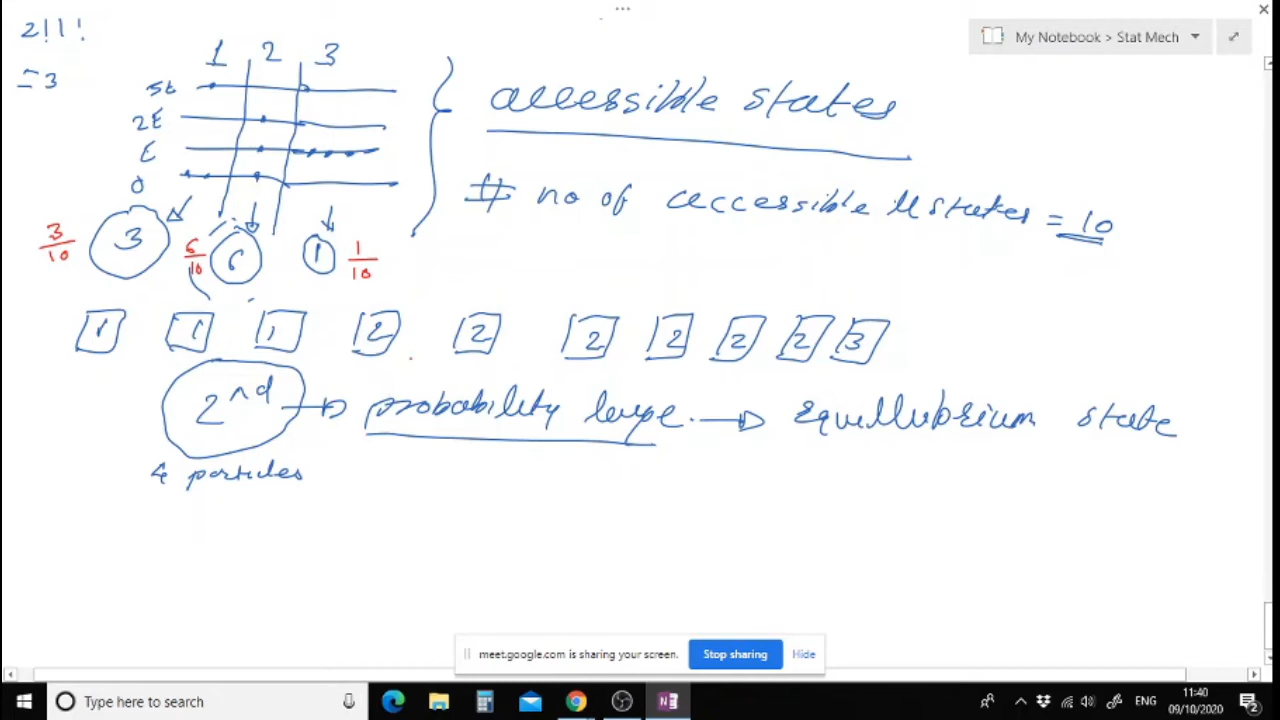 2!1!
= 3
My Notebook > Stat Mech
1 2 3
3E
2E
E
0
accessible states
# no of accessible μstates = 10
3/10 3 6/10 6 1 1/10
1 1 1 2 2 2 2 2 2 3
2nd → probability large → Equillubrium state
4 particles
meet.google.com is sharing your screen. Stop sharing Hide
Type here to search
ENG
11:40
09/10/2020
2